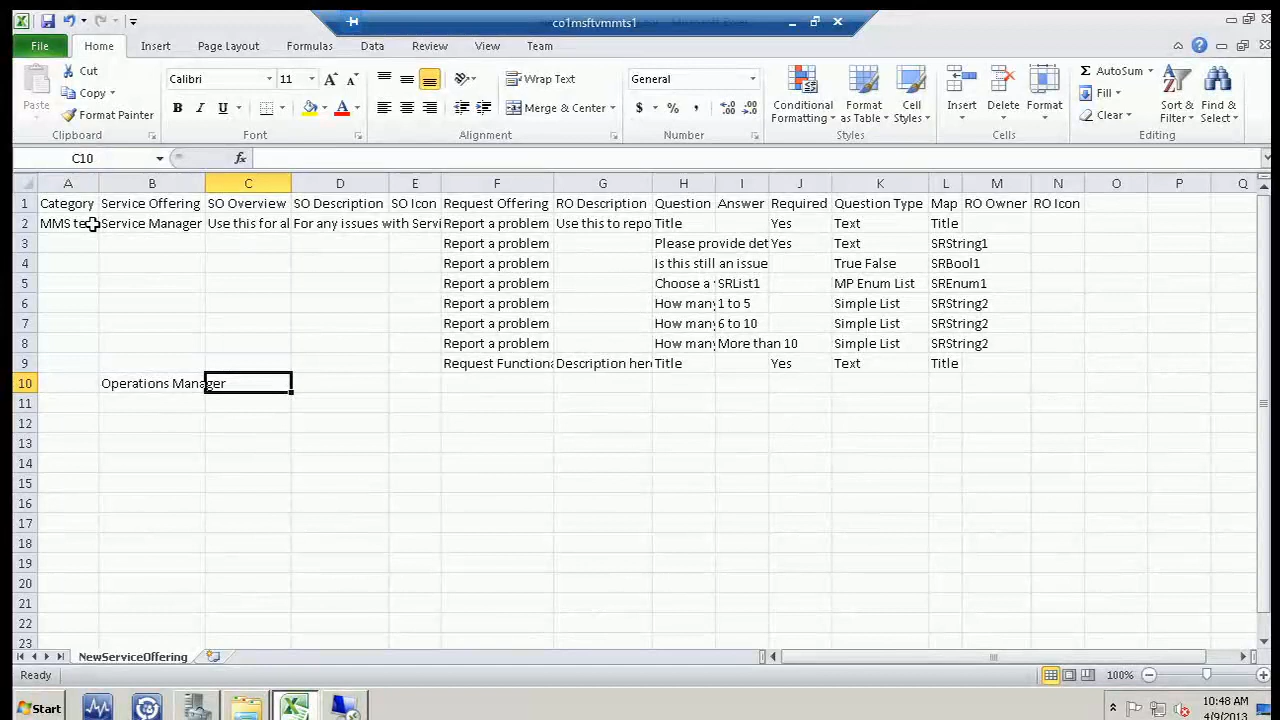 co1msftvmmts1
File Home Insert Page Layout Formulas Data Review View Team
Cut
Copy
Format Painter
Paste
Calibri 11
B I U
Wrap Text
Merge & Center
General
$ % ,
Conditional Formatting
Format as Table
Cell Styles
Insert Delete Format
AutoSum
Fill
Clear
Sort & Filter
Find & Select
Clipboard Font Alignment Number Styles Cells Editing
C10 fx
A B C D E F G H I J K L M N O P Q
1 Category Service Offering SO Overview SO Description SO Icon Request Offering RO Description Question Answer Required Question Type Map RO Owner RO Icon
2 MMS te Service Manager Use this for al For any issues with Servi Report a problem Use this to repo Title Yes Text Title
3 Report a problem Please provide det Yes Text SRString1
4 Report a problem Is this still an issue True False SRBool1
5 Report a problem Choose a SRList1 MP Enum List SREnum1
6 Report a problem How many 1 to 5 Simple List SRString2
7 Report a problem How many 6 to 10 Simple List SRString2
8 Report a problem How many More than 10 Simple List SRString2
9 Request Functiona Description here Title Yes Text Title
10 Operations Manager
11
12
13
14
15
16
17
18
19
20
21
22
23
NewServiceOffering
Ready 100%
Start
10:48 AM
4/9/2013